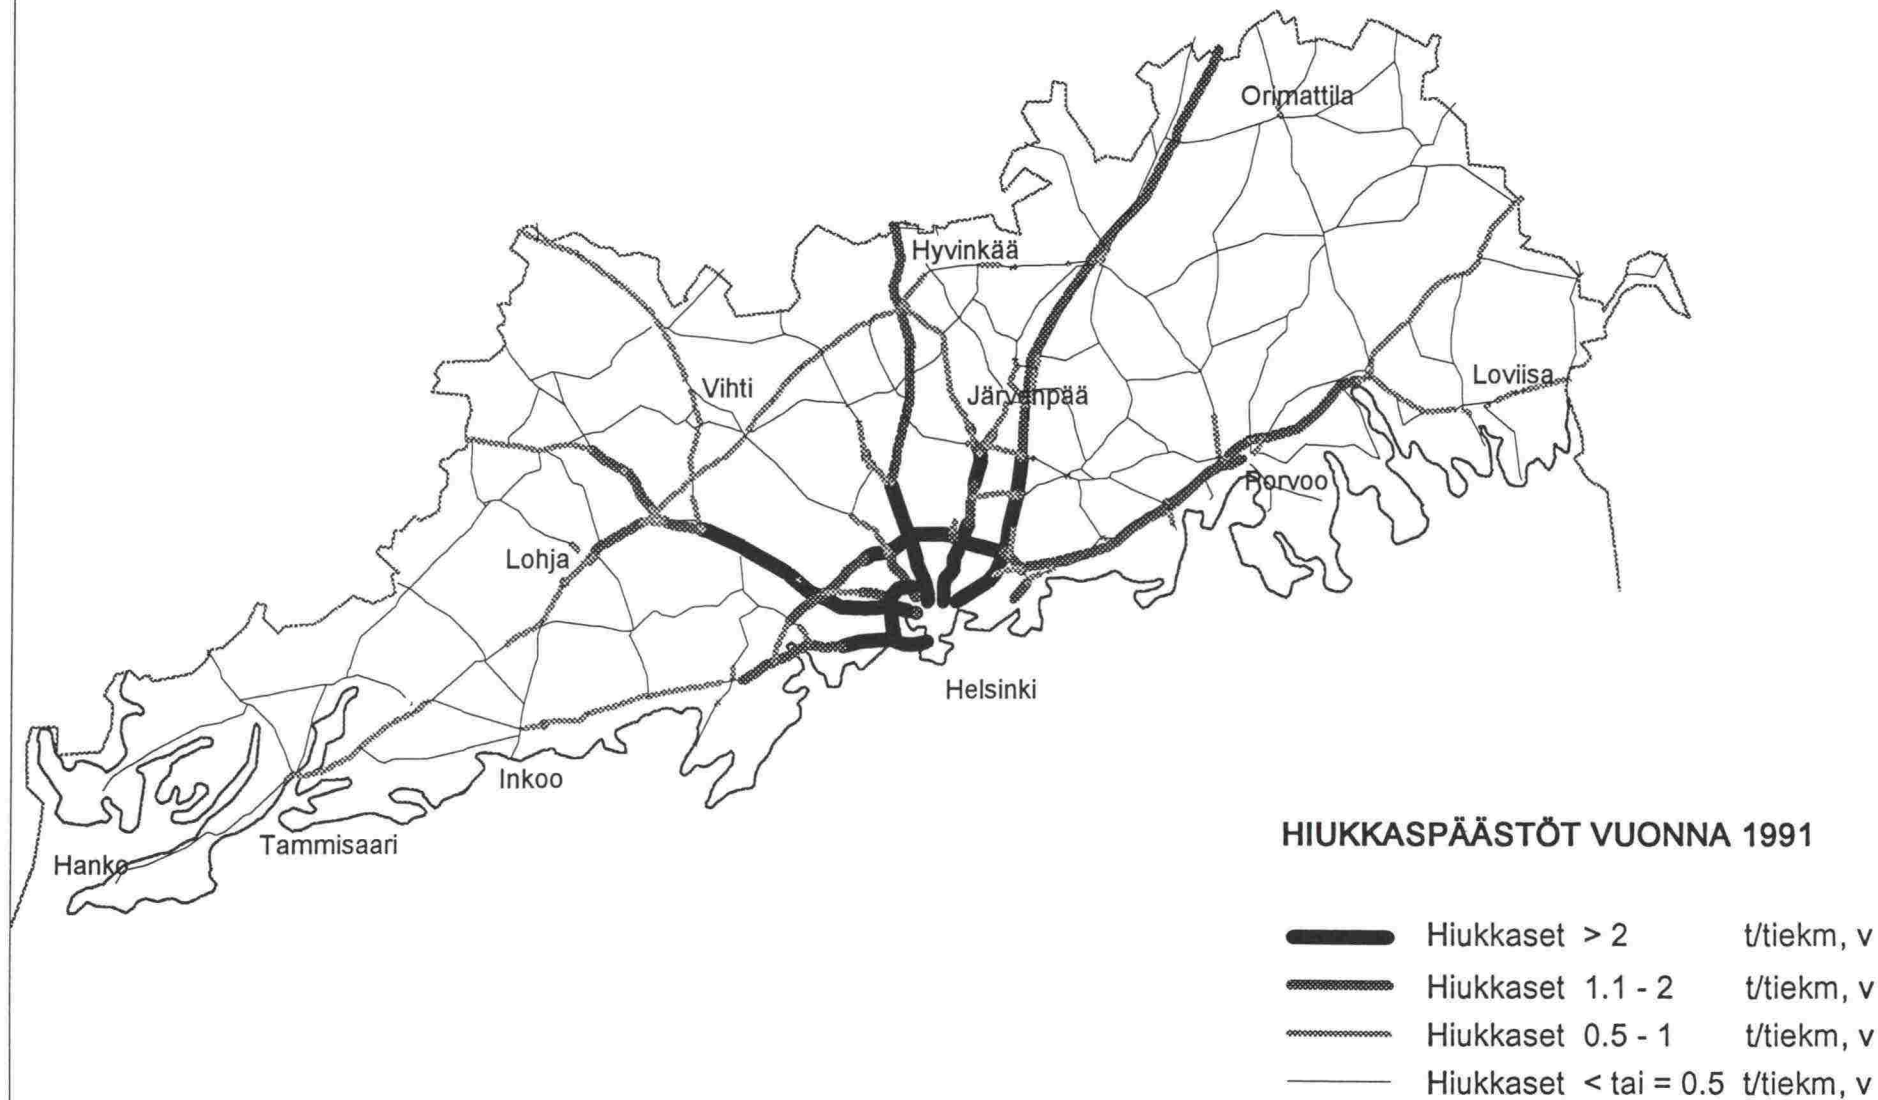 Orimattila
Hyvinkää
Vihti
Järvenpää
Loviisa
Porvoo
Lohja
Helsinki
Inkoo
Tammisaari
Hanko
HIUKKASPÄÄSTÖT VUONNA 1991
Hiukkaset > 2 t/tiekm, v
Hiukkaset 1.1 - 2 t/tiekm, v
Hiukkaset 0.5 - 1 t/tiekm, v
Hiukkaset < tai = 0.5 t/tiekm, v